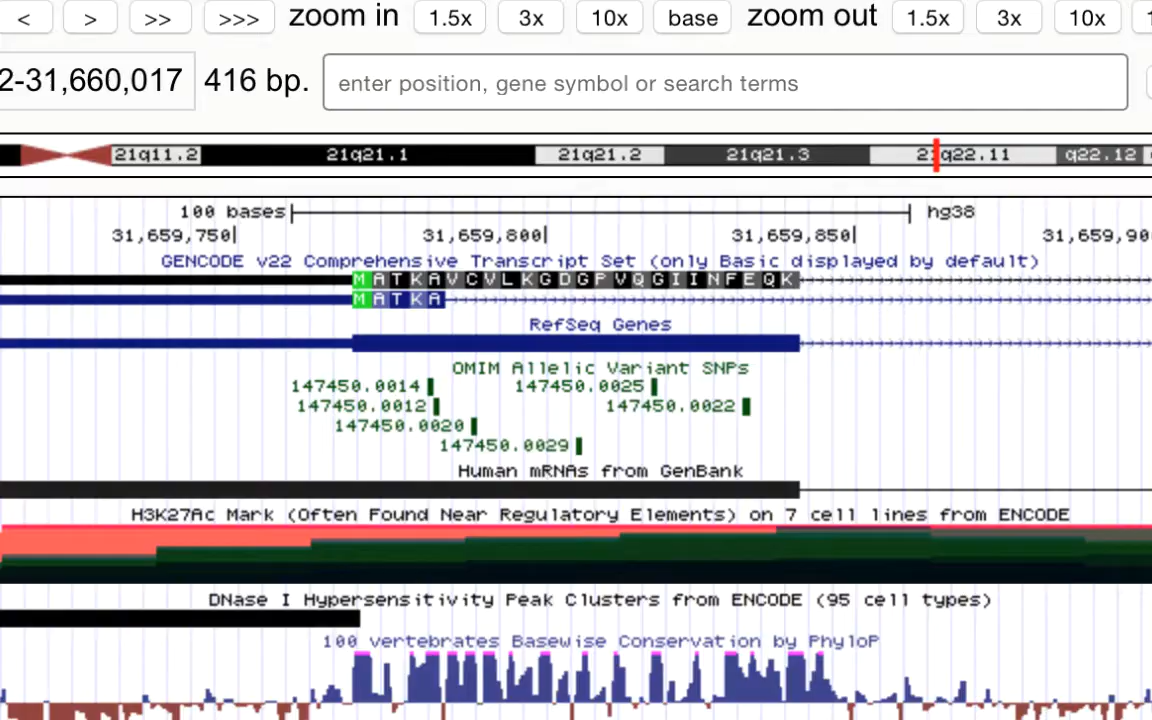 < > >> >>> zoom in 1.5x 3x 10x base zoom out 1.5x 3x 10x
2-31,660,017 416 bp. enter position, gene symbol or search terms
21q11.2 21q21.1 21q21.2 21q21.3 21q22.11 q22.12
100 bases hg38
31,659,750 31,659,800 31,659,850 31,659,90
GENCODE v22 Comprehensive Transcript Set (only Basic displayed by default)
M A T K A V C V L K G D G P V Q G I I N F E Q K
M A T K A
RefSeq Genes
OMIM Allelic Variant SNPs
147450.0014 147450.0025
147450.0012 147450.0022
147450.0020
147450.0029
Human mRNAs from GenBank
H3K27Ac Mark (Often Found Near Regulatory Elements) on 7 cell lines from ENCODE
DNase I Hypersensitivity Peak Clusters from ENCODE (95 cell types)
100 vertebrates Basewise Conservation by PhyloP